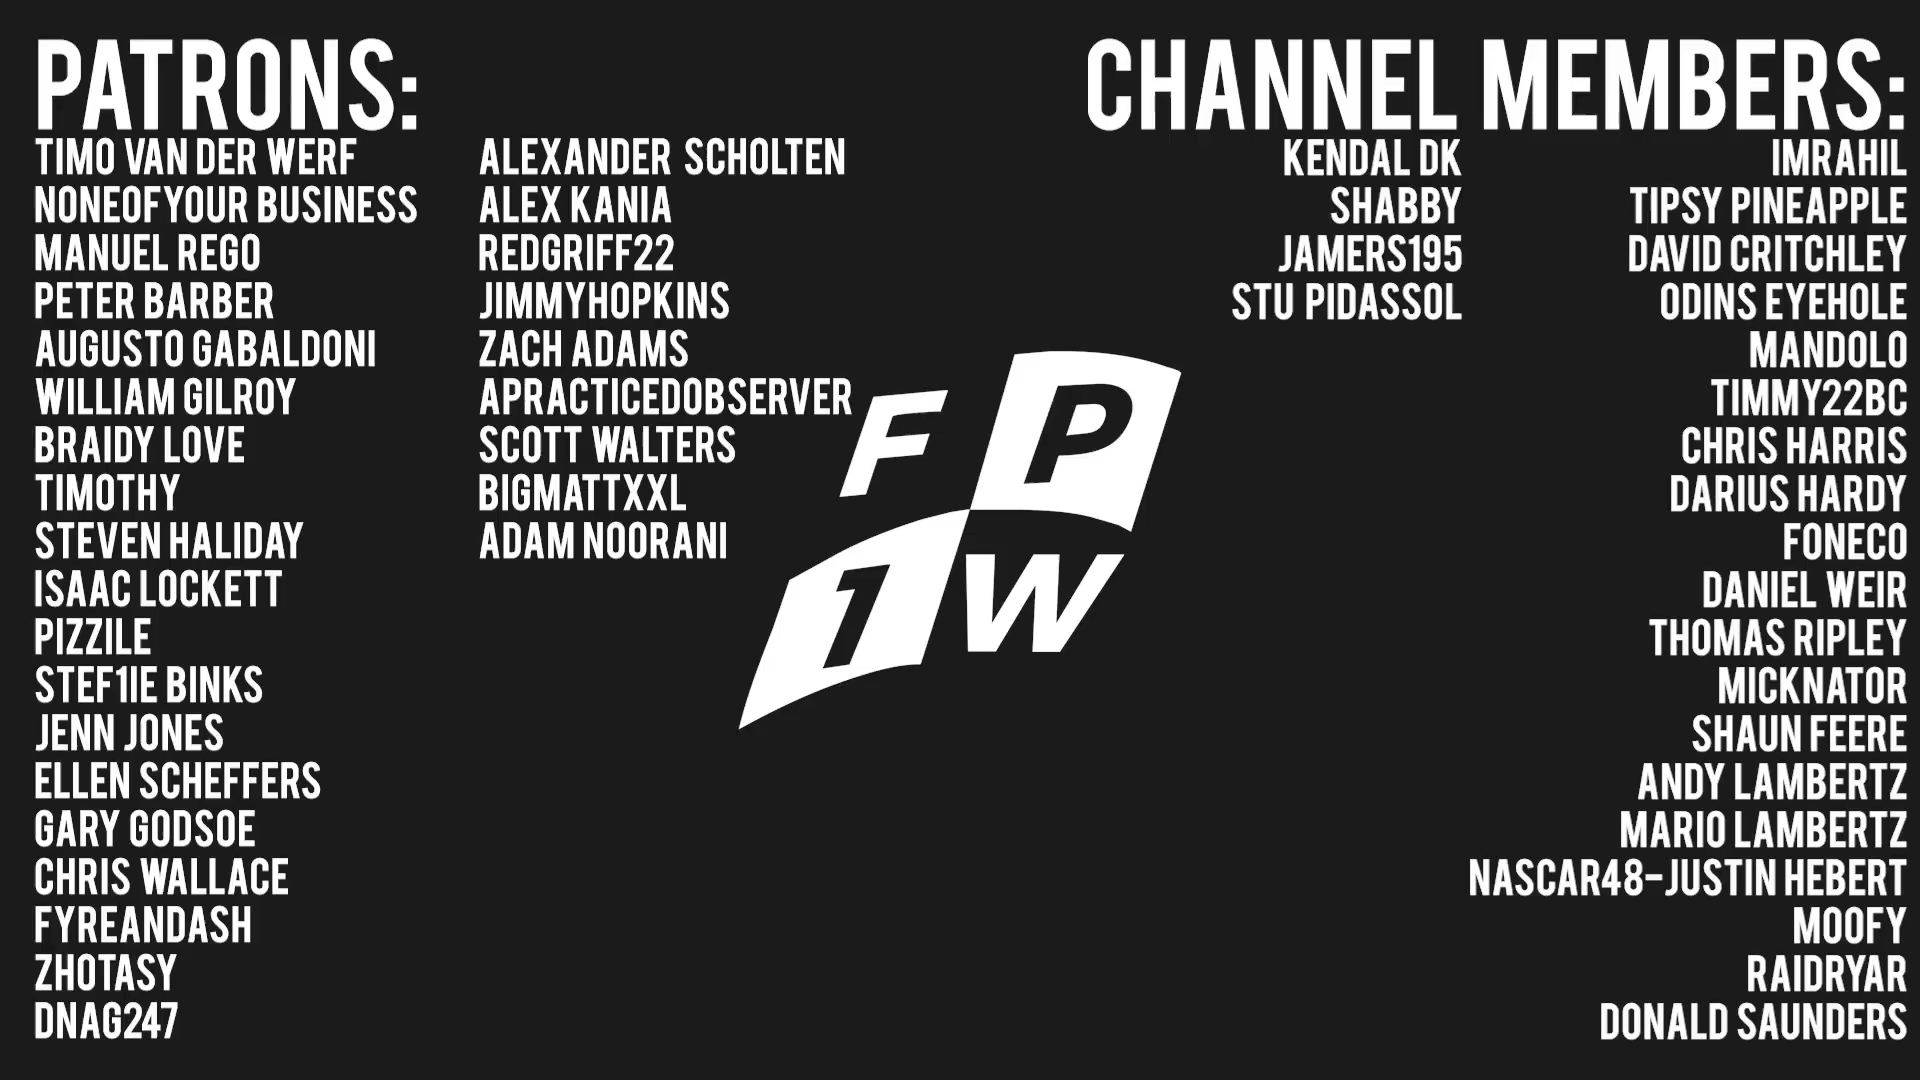 PATRONS:
TIMO VAN DER WERF
NONEOFYOUR BUSINESS
MANUEL REGO
PETER BARBER
AUGUSTO GABALDONI
WILLIAM GILROY
BRAIDY LOVE
TIMOTHY
STEVEN HALIDAY
ISAAC LOCKETT
PIZZILE
STEF1IE BINKS
JENN JONES
ELLEN SCHEFFERS
GARY GODSOE
CHRIS WALLACE
FYREANDASH
ZHOTASY
DNAG247
ALEXANDER SCHOLTEN
ALEX KANIA
REDGRIFF22
JIMMYHOPKINS
ZACH ADAMS
APRACTICEDOBSERVER
SCOTT WALTERS
BIGMATTXXL
ADAM NOORANI
FP
1W
CHANNEL MEMBERS:
KENDAL DK
SHABBY
JAMERS195
STU PIDASSOL
IMRAHIL
TIPSY PINEAPPLE
DAVID CRITCHLEY
ODINS EYEHOLE
MANDOLO
TIMMY22BC
CHRIS HARRIS
DARIUS HARDY
FONECO
DANIEL WEIR
THOMAS RIPLEY
MICKNATOR
SHAUN FEERE
ANDY LAMBERTZ
MARIO LAMBERTZ
NASCAR48-JUSTIN HEBERT
MOOFY
RAIDRYAR
DONALD SAUNDERS